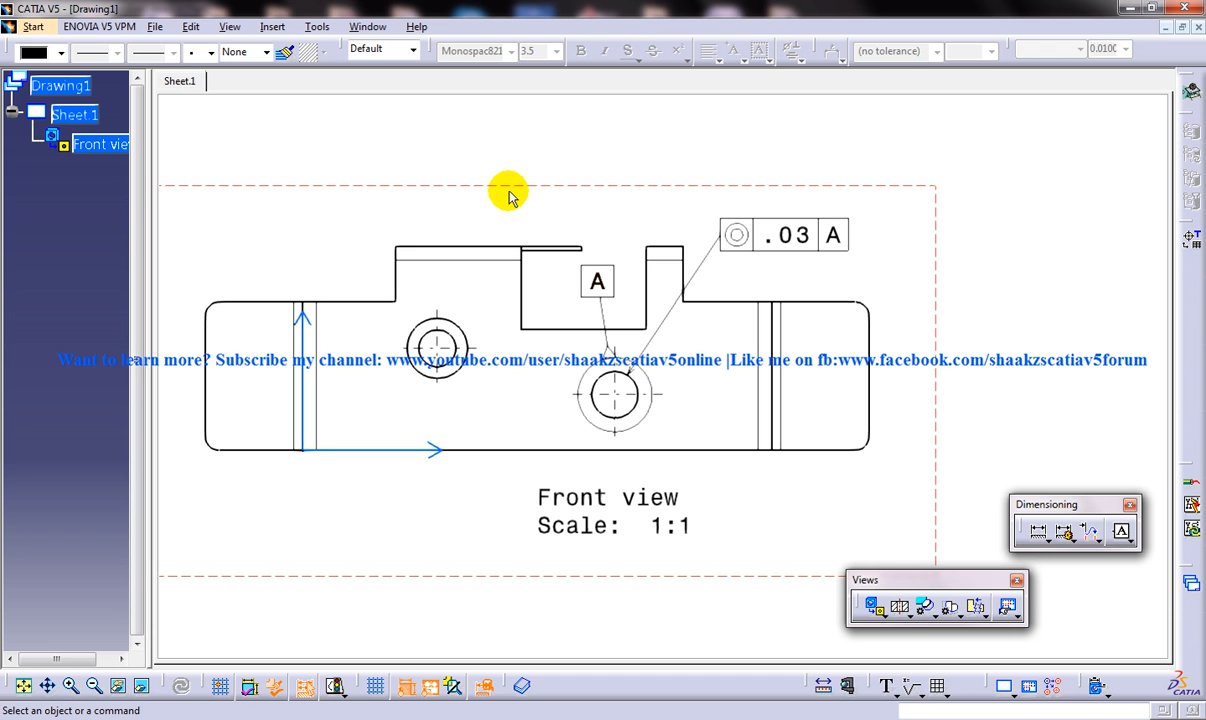 CATIA V5 - [Drawing1]
Start ENOVIA V5 VPM File Edit View Insert Tools Window Help
None Default Monospac821 3.5 B I S S (no tolerance) 0.010
Drawing1
Sheet.1
Front vie
Sheet.1
.03 A
A
Want to learn more? Subscribe my channel: www.youtube.com/user/shaakzscatiav5online |Like me on fb:www.facebook.com/shaakzscatiav5forum
Front view
Scale: 1:1
Dimensioning
A
Views
Select an object or a command